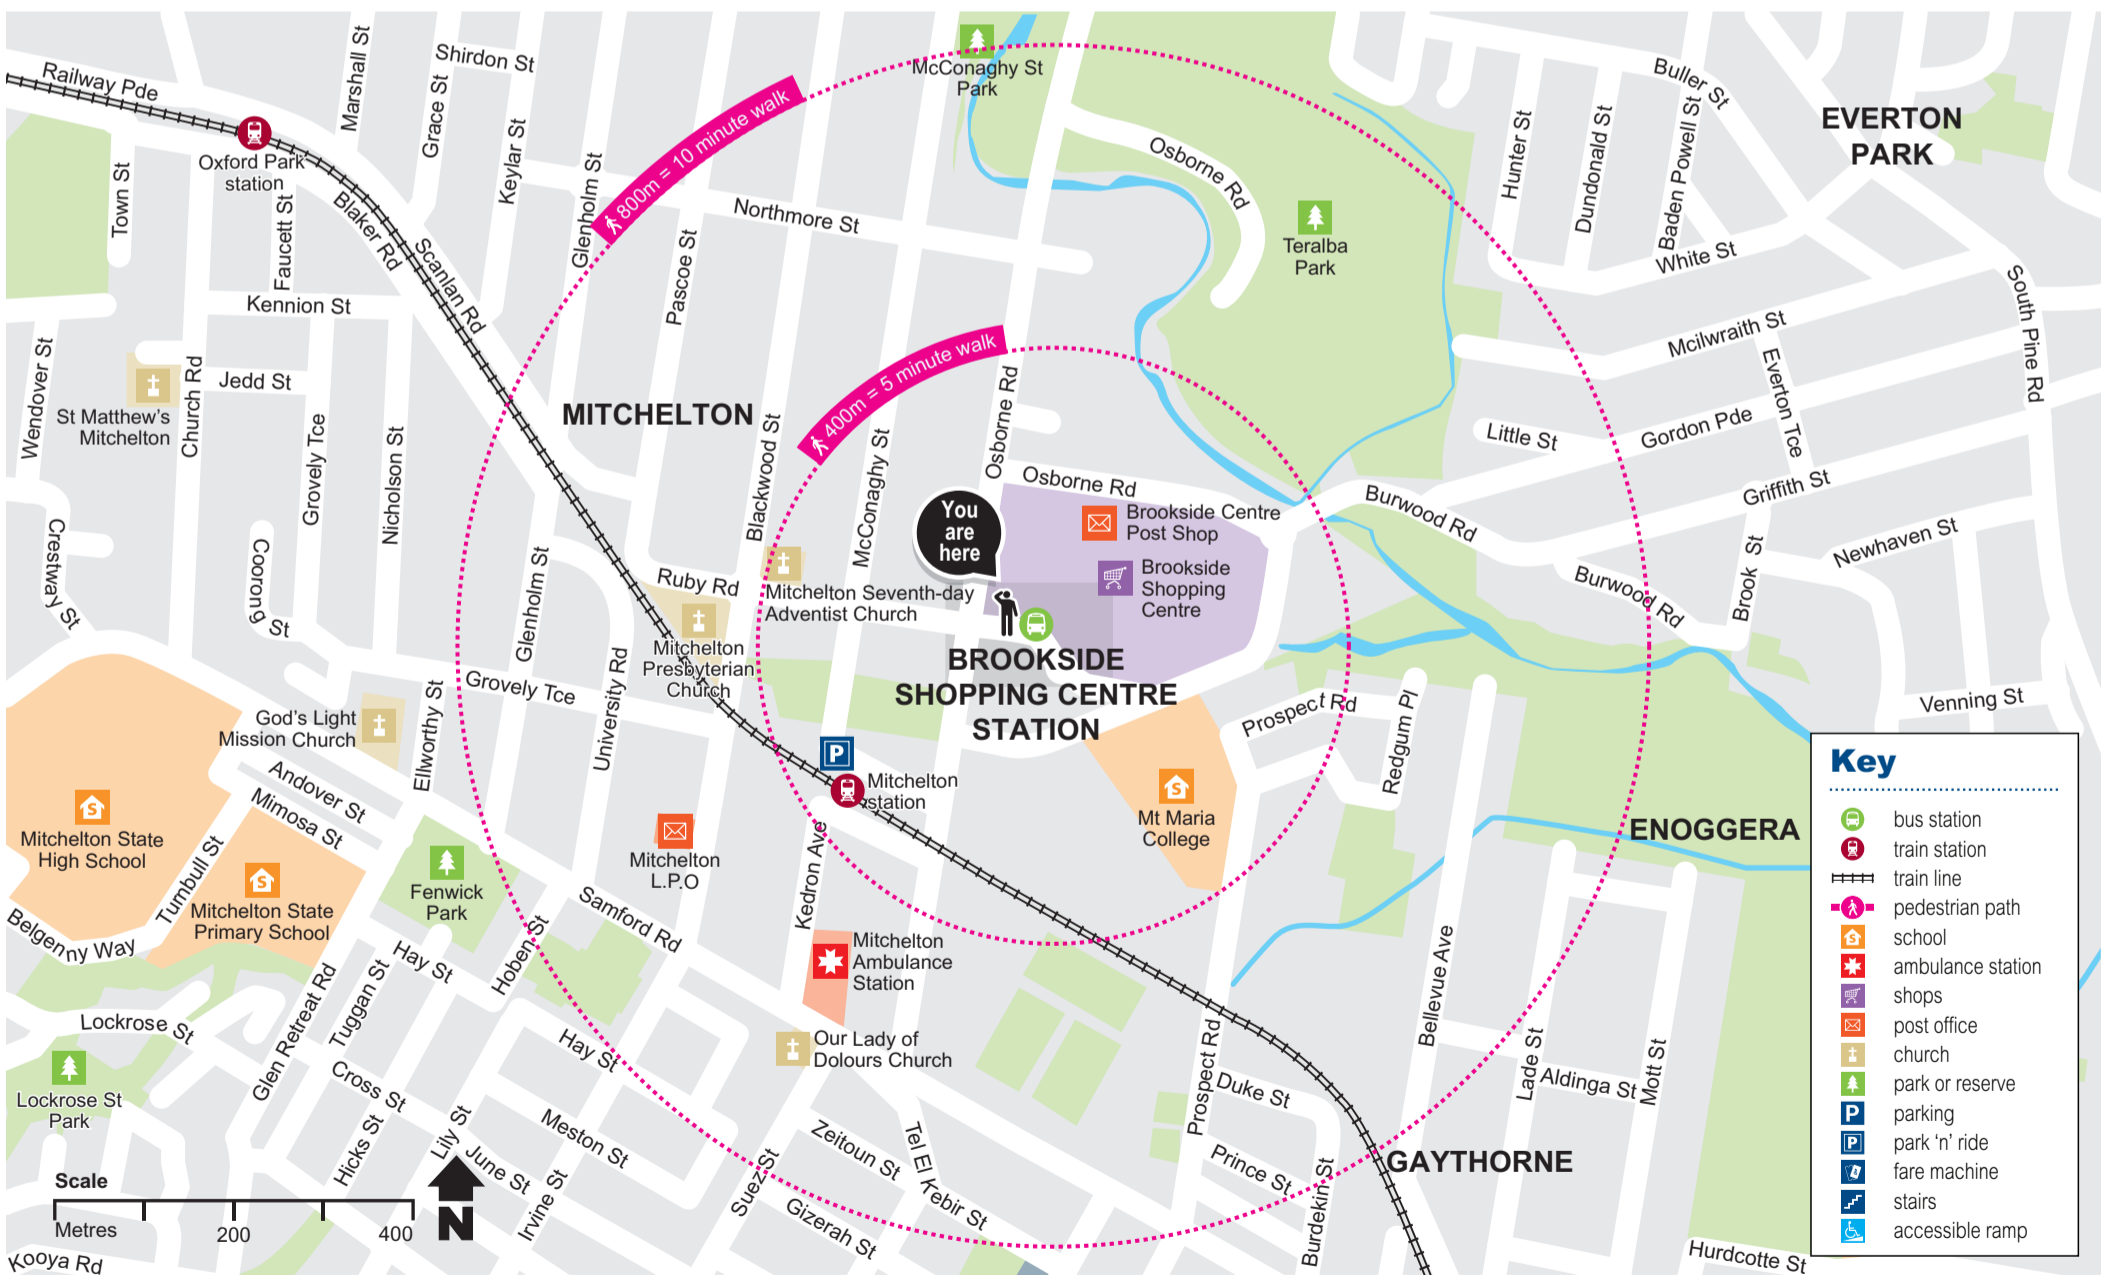 Railway Pde
Marshall St
Shirdon St
Grace St
Keylar St
Glenholm St
McConaghy St
Park
800m = 10 minute walk
Buller St
EVERTON
PARK
Oxford Park
station
Town St
Faucett St
Blaker Rd
Scanlan Rd
Northmore St
Pascoe St
Osborne Rd
Teralba
Park
Hunter St
Dundonald St
Baden Powell St
White St
South Pine Rd
Kennion St
Wendover St
Church Rd
Jedd St
St Matthew's
Mitchelton
Grovely Tce
Nicholson St
MITCHELTON
400m = 5 minute walk
Blackwood St
McConaghy St
Osborne Rd
Osborne Rd
Mcilwraith St
Everton Tce
Little St
Gordon Pde
Griffith St
Burwood Rd
Newhaven St
Burwood Rd
Brook St
You
are
here
Brookside Centre
Post Shop
Brookside
Shopping
Centre
Crestway St
Coorong St
Glenholm St
Ruby Rd
Mitchelton Seventh-day
Adventist Church
Mitchelton
Presbyterian
Church
BROOKSIDE
SHOPPING CENTRE
STATION
Grovely Tce
University Rd
Ellworthy St
God's Light
Mission Church
Prospect Rd
Redgum Pl
Venning St
Andover St
Mimosa St
P
Mitchelton
station
Mt Maria
College
ENOGGERA
Mitchelton State
High School
Turnbull St
Mitchelton State
Primary School
Belgenny Way
Fenwick
Park
Mitchelton
L.P.O
Kedron Ave
Samford Rd
Hoben St
Hay St
Mitchelton
Ambulance
Station
Our Lady of
Dolours Church
Lockrose St
Glen Retreat Rd
Tuggan St
Hay St
Cross St
Lockrose St
Park
Hicks St
Lily St
June St
Meston St
Irvine St
Suez St
Zeitoun St
Gizerah St
Tel El Kebir St
Prospect Rd
Duke St
Prince St
Burdekin St
GAYTHORNE
Bellevue Ave
Lade St
Aldinga St
Mott St
Hurdcotte St
Kooya Rd
Scale
Metres
200
400
N
Key
bus station
train station
train line
pedestrian path
school
ambulance station
shops
post office
church
park or reserve
P parking
P park 'n' ride
fare machine
stairs
accessible ramp